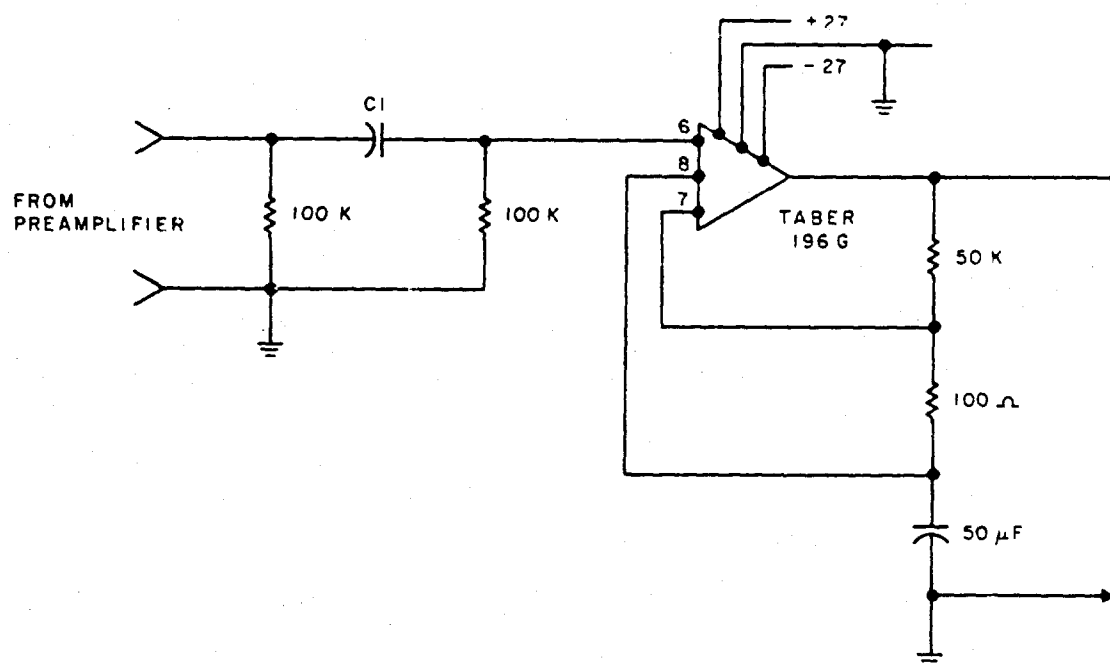 +27
-27
C1
6
8
7
FROM
PREAMPLIFIER
100 K
100 K
TABER
196 G
50 K
100 Ω
50 μF